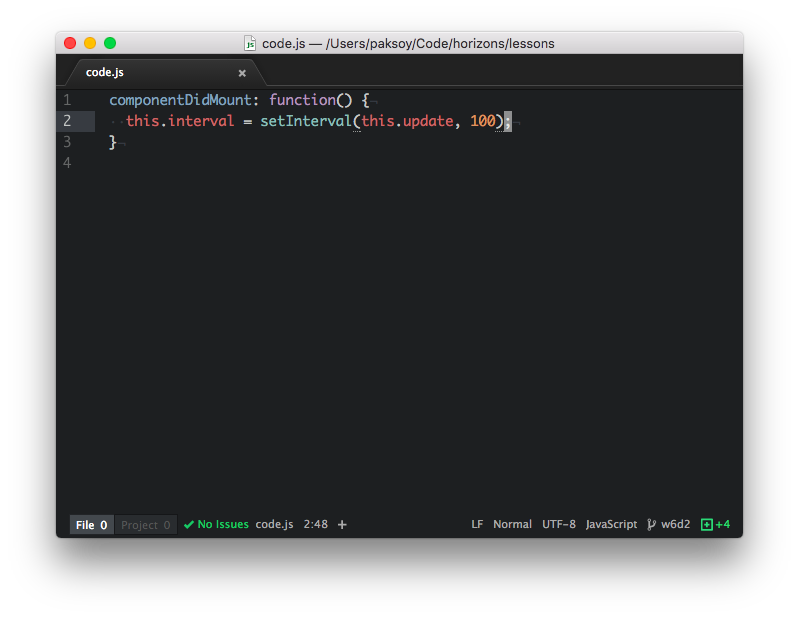 code.js — /Users/paksoy/Code/horizons/lessons
code.js ×
1 componentDidMount: function() {¬
2 ··this.interval = setInterval(this.update, 100);¬
3 }¬
4
File 0 Project 0 ✓ No Issues code.js 2:48 + LF Normal UTF-8 JavaScript w6d2 +4